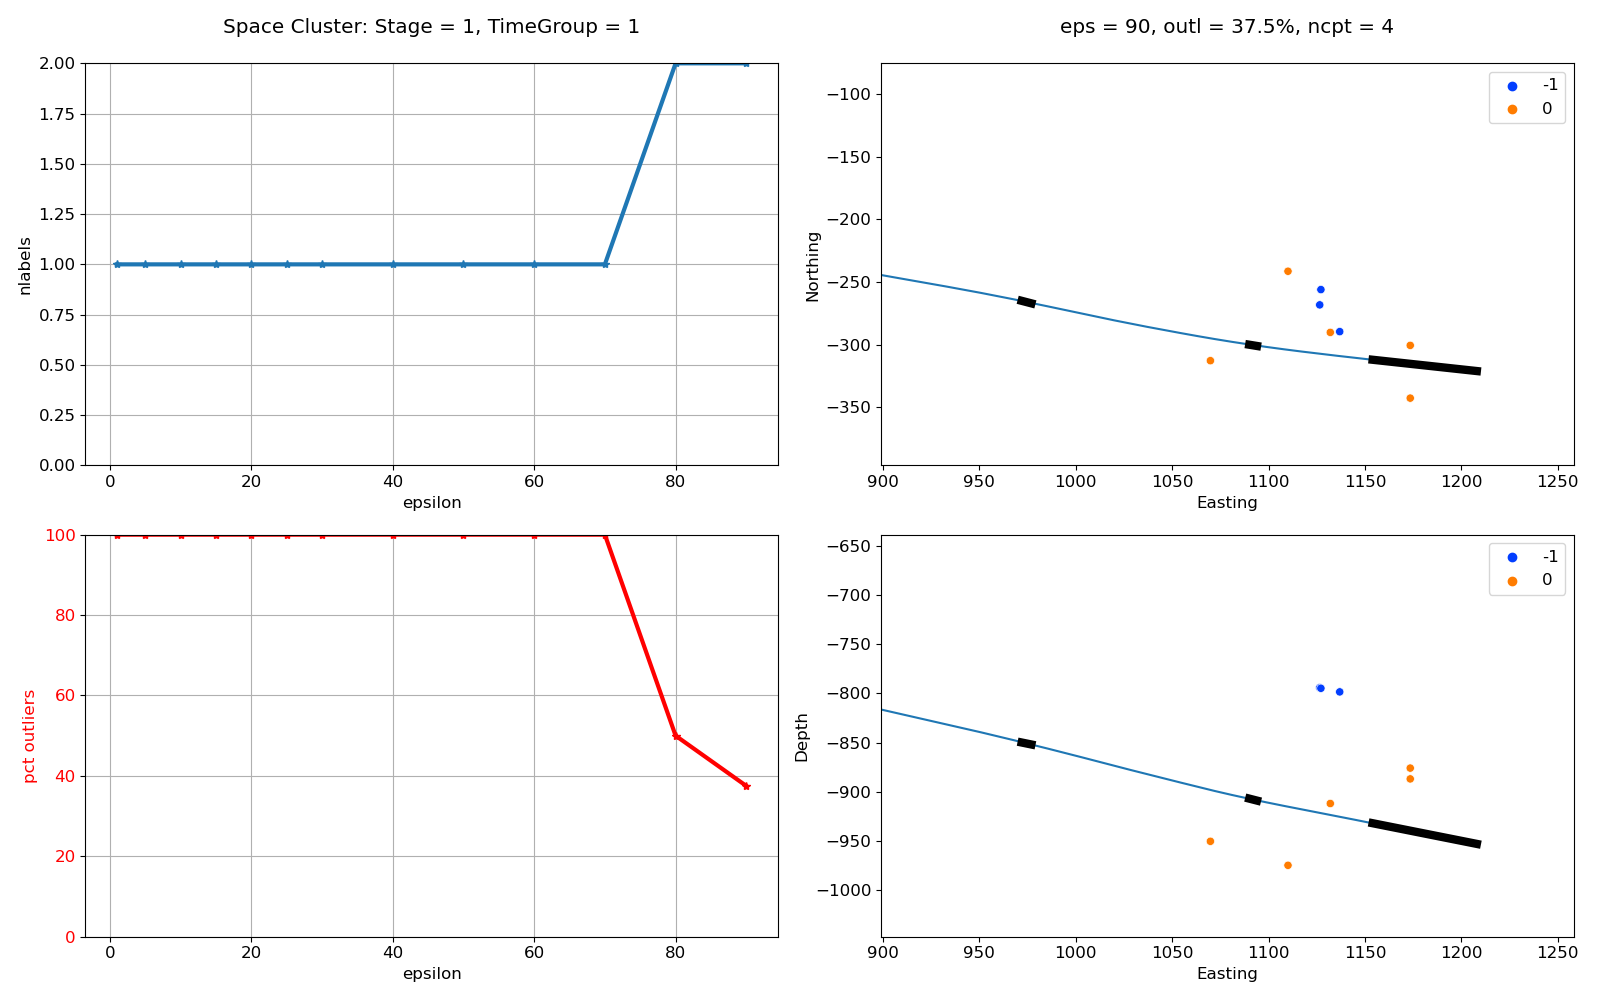 Space Cluster: Stage = 1, TimeGroup = 1
2.00
1.75
1.50
1.25
1.00
0.75
0.50
0.25
0.00
nlabels
0 20 40 60 80
epsilon
eps = 90, outl = 37.5%, ncpt = 4
−100
−150
−200
−250
−300
−350
Northing
-1
0
900 950 1000 1050 1100 1150 1200 1250
Easting
100
80
60
40
20
0
pct outliers
0 20 40 60 80
epsilon
−650
−700
−750
−800
−850
−900
−950
−1000
Depth
-1
0
900 950 1000 1050 1100 1150 1200 1250
Easting